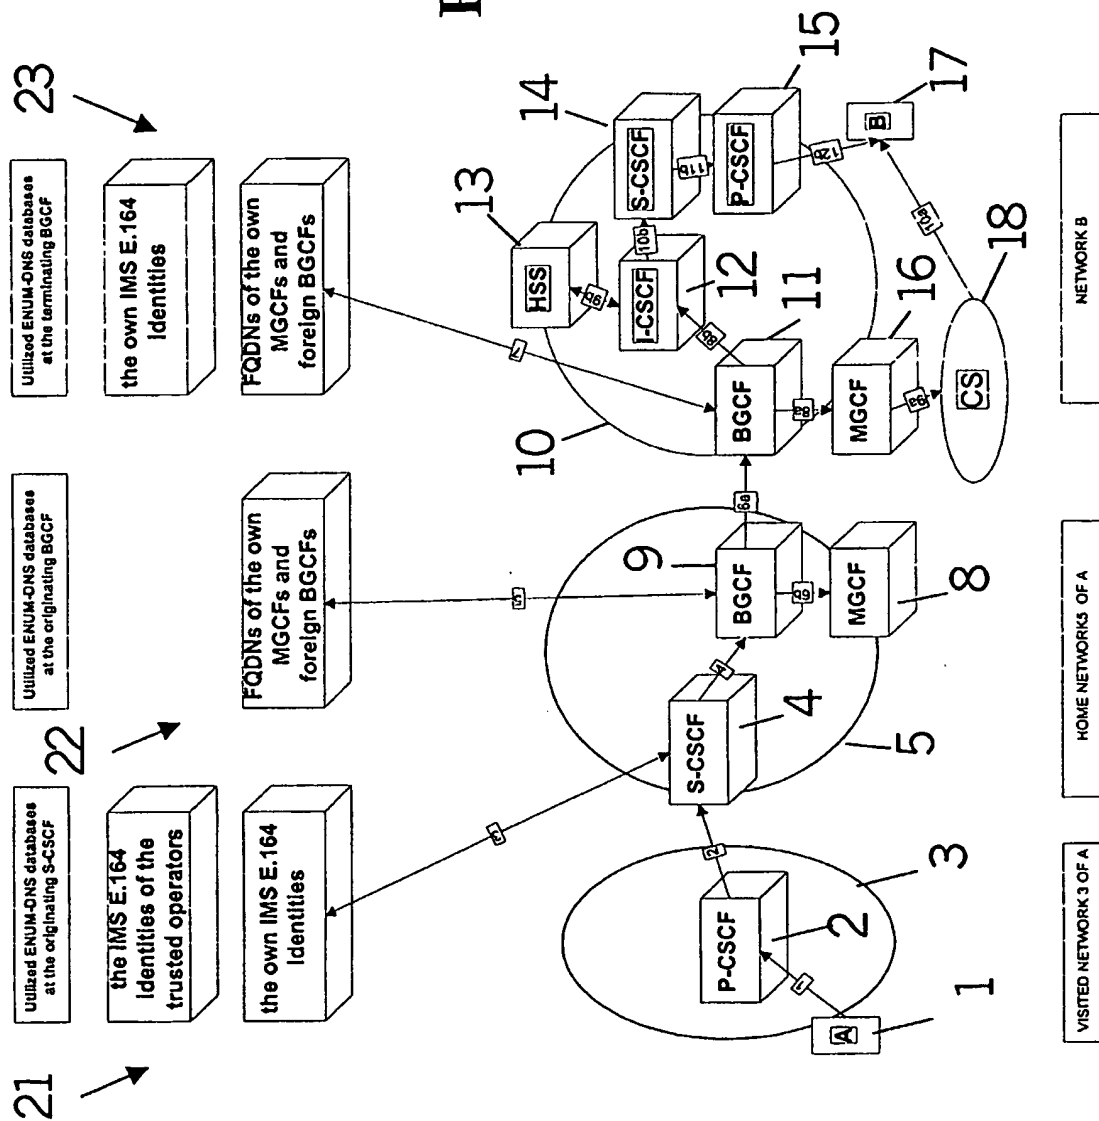 21
Utilized ENUM-DNS databases
at the originating S-CSCF
the IMS E.164
Identities of the
trusted operators
the own IMS E.164
Identities
22
Utilized ENUM-DNS databases
at the originating BGCF
FQDNs of the own
MGCFs and
foreign BGCFs
23
Utilized ENUM-DNS databases
at the terminating BGCF
the own IMS E.164
Identities
FQDNs of the own
MGCFs and
foreign BGCFs
3
5
7
A
1
1
P-CSCF
2
3
2
S-CSCF
4
5
4
BGCF
9
6b
MGCF
8
6a
10
BGCF
11
8a
MGCF
16
9a
CS
18
10a
8b
I-CSCF
12
9b
HSS
13
10b
S-CSCF
14
11b
P-CSCF
15
12b
B
17
VISITED NETWORK 3 OF A
HOME NETWORK5 OF A
NETWORK B